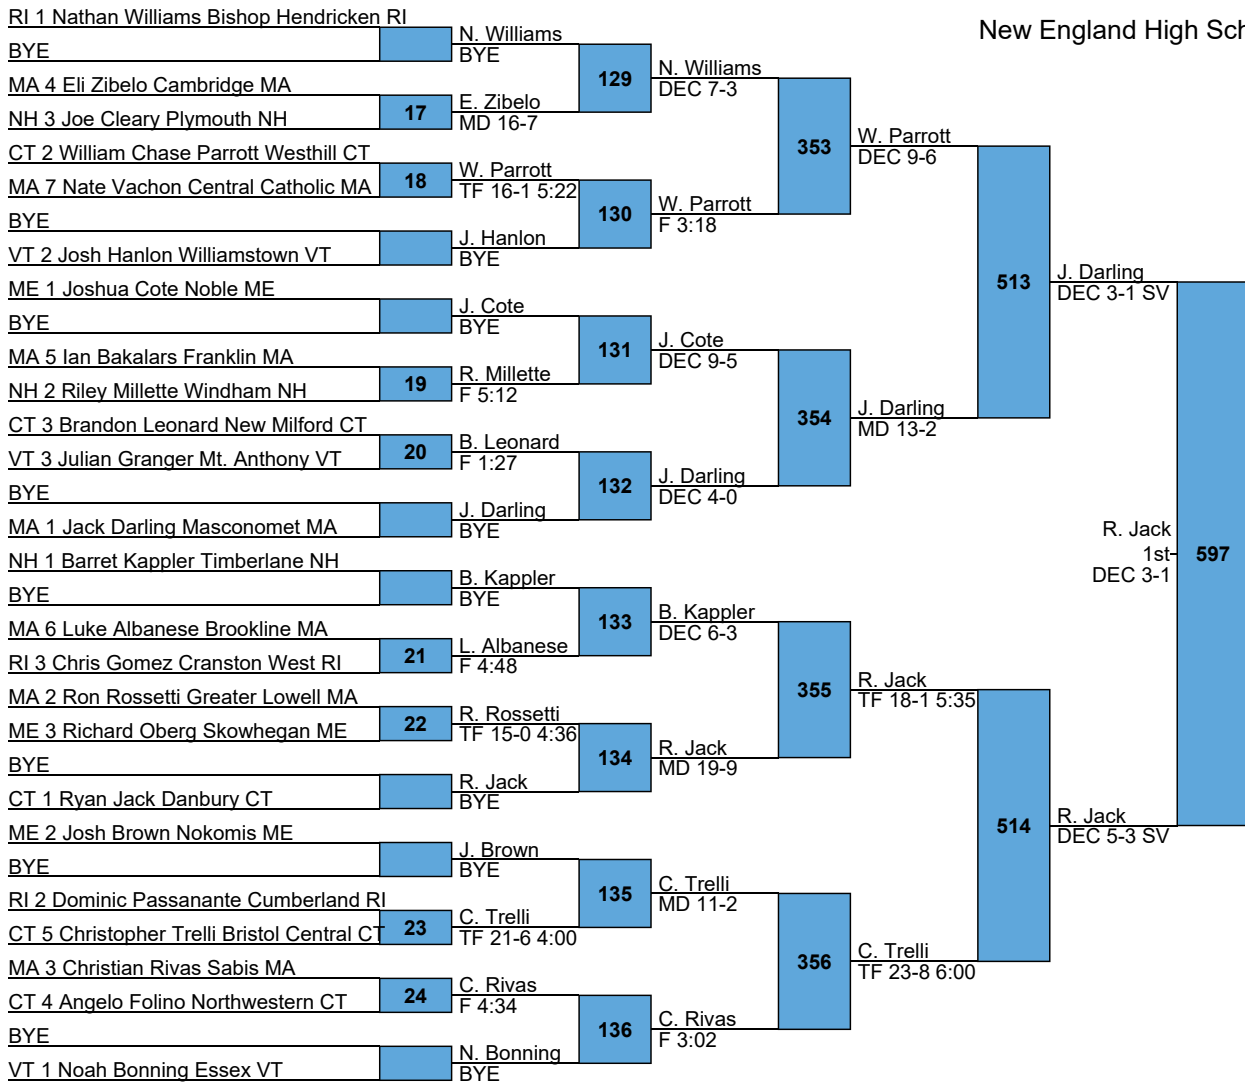 New England High Sch
RI 1 Nathan Williams Bishop Hendricken RI
BYE
MA 4 Eli Zibelo Cambridge MA
NH 3 Joe Cleary Plymouth NH
CT 2 William Chase Parrott Westhill CT
MA 7 Nate Vachon Central Catholic MA
BYE
VT 2 Josh Hanlon Williamstown VT
ME 1 Joshua Cote Noble ME
BYE
MA 5 Ian Bakalars Franklin MA
NH 2 Riley Millette Windham NH
CT 3 Brandon Leonard New Milford CT
VT 3 Julian Granger Mt. Anthony VT
BYE
MA 1 Jack Darling Masconomet MA
NH 1 Barret Kappler Timberlane NH
BYE
MA 6 Luke Albanese Brookline MA
RI 3 Chris Gomez Cranston West RI
MA 2 Ron Rossetti Greater Lowell MA
ME 3 Richard Oberg Skowhegan ME
BYE
CT 1 Ryan Jack Danbury CT
ME 2 Josh Brown Nokomis ME
BYE
RI 2 Dominic Passanante Cumberland RI
CT 5 Christopher Trelli Bristol Central CT
MA 3 Christian Rivas Sabis MA
CT 4 Angelo Folino Northwestern CT
BYE
VT 1 Noah Bonning Essex VT
17
18
19
20
21
22
23
24
N. Williams
BYE
E. Zibelo
MD 16-7
W. Parrott
TF 16-1 5:22
J. Hanlon
BYE
J. Cote
BYE
R. Millette
F 5:12
B. Leonard
F 1:27
J. Darling
BYE
B. Kappler
BYE
L. Albanese
F 4:48
R. Rossetti
TF 15-0 4:36
R. Jack
BYE
J. Brown
BYE
C. Trelli
TF 21-6 4:00
C. Rivas
F 4:34
N. Bonning
BYE
129
130
131
132
133
134
135
136
N. Williams
DEC 7-3
W. Parrott
F 3:18
J. Cote
DEC 9-5
J. Darling
DEC 4-0
B. Kappler
DEC 6-3
R. Jack
MD 19-9
C. Trelli
MD 11-2
C. Rivas
F 3:02
353
354
355
356
W. Parrott
DEC 9-6
J. Darling
MD 13-2
R. Jack
TF 18-1 5:35
C. Trelli
TF 23-8 6:00
513
514
J. Darling
DEC 3-1 SV
R. Jack
DEC 5-3 SV
597
R. Jack
1st
DEC 3-1